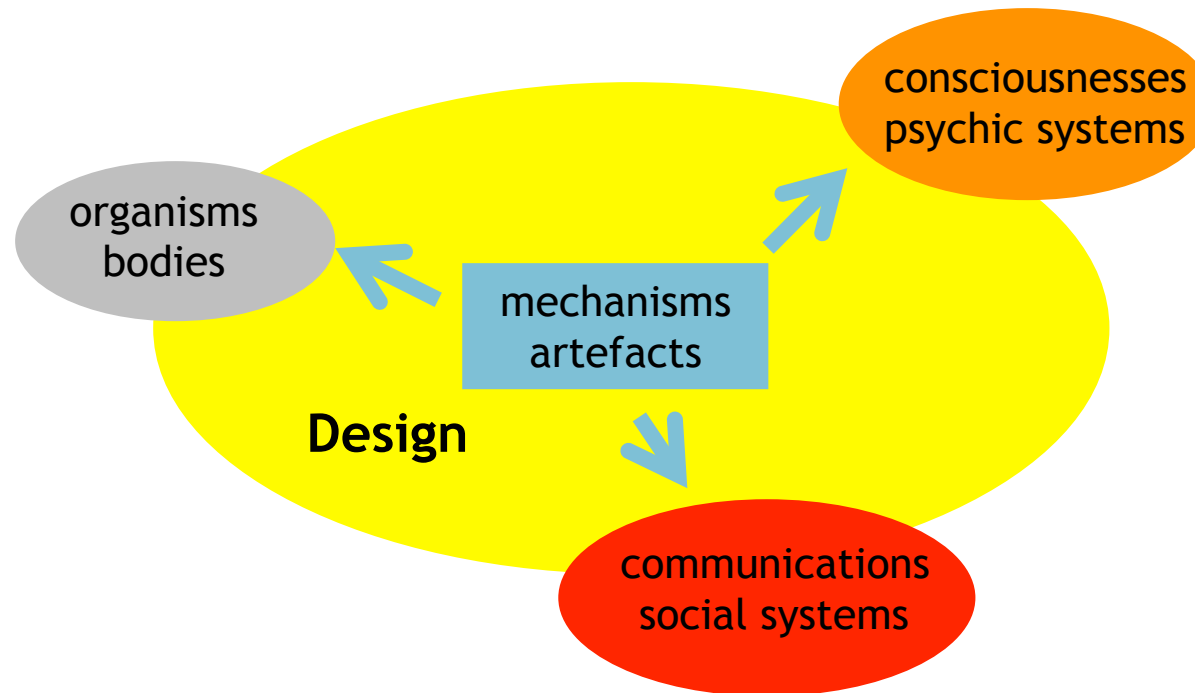 consciousnesses
psychic systems
organisms
bodies
mechanisms
artefacts
Design
communications
social systems